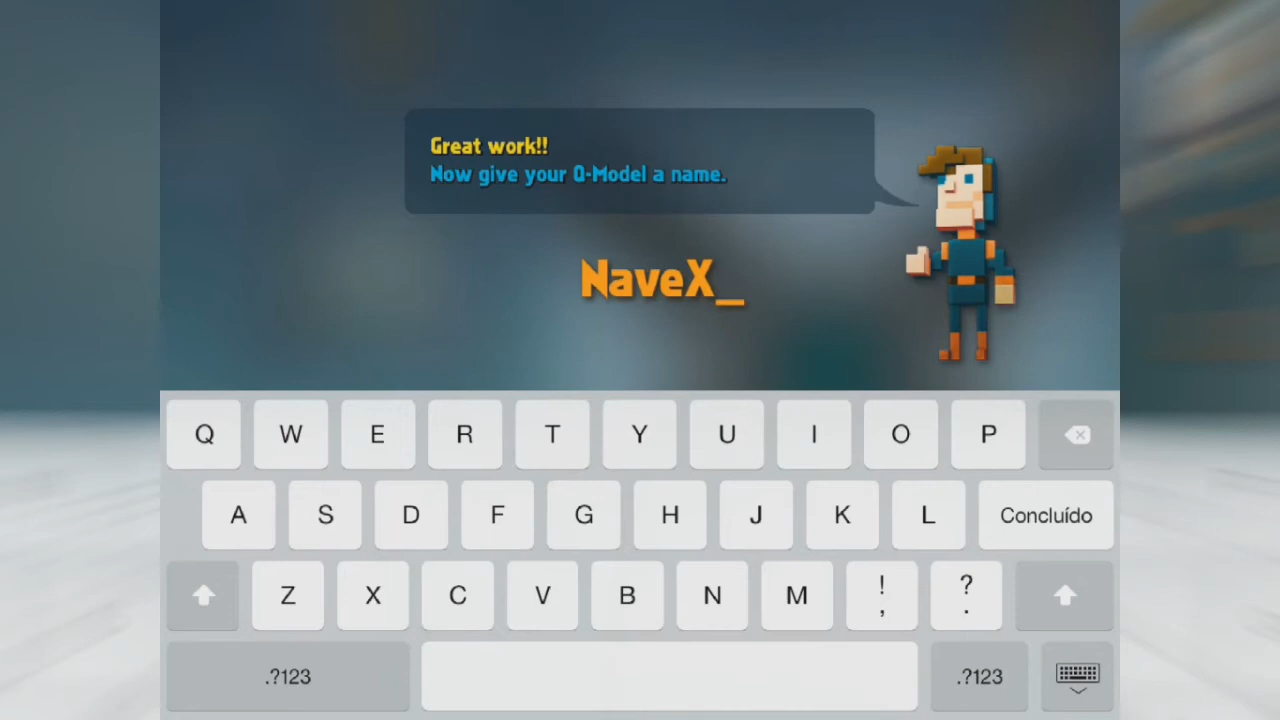 Great work!!
Now give your Q-Model a name.
NaveX_
Q W E R T Y U I O P
A S D F G H J K L Concluído
Z X C V B N M ! , ? .
.?123 .?123